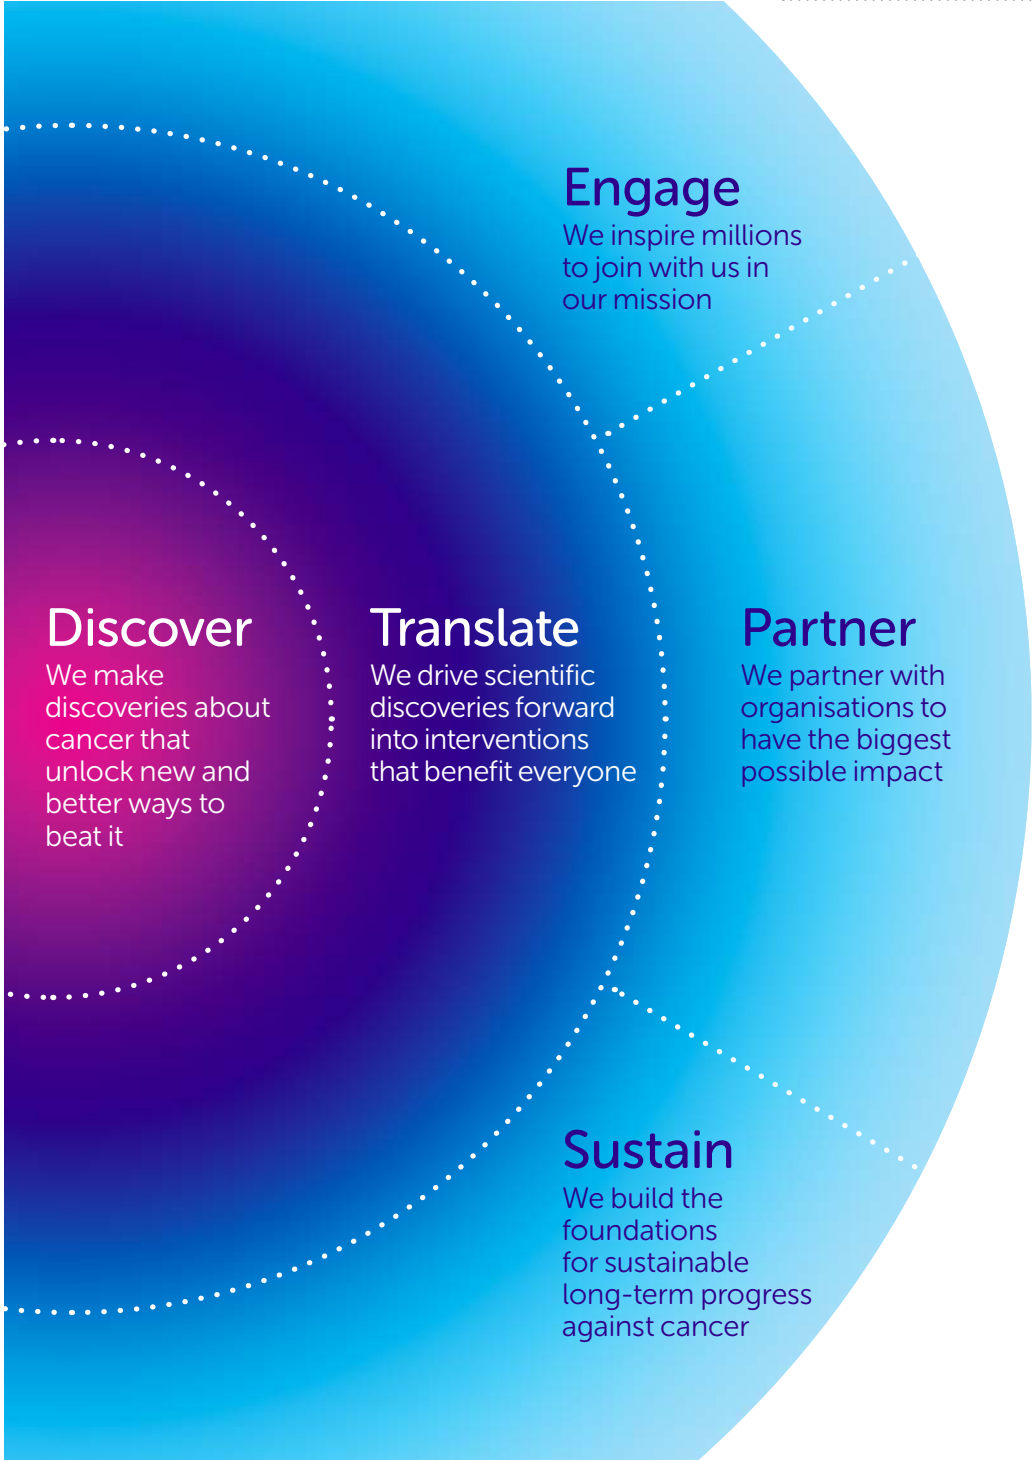 Engage
We inspire millions
to join with us in
our mission
Discover
We make
discoveries about
cancer that
unlock new and
better ways to
beat it
Translate
We drive scientific
discoveries forward
into interventions
that benefit everyone
Partner
We partner with
organisations to
have the biggest
possible impact
Sustain
We build the
foundations
for sustainable
long-term progress
against cancer